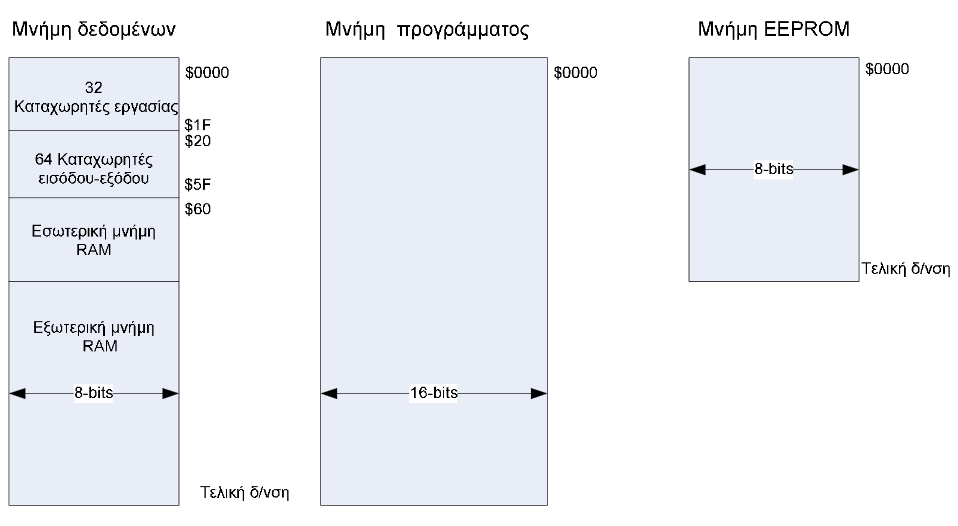 Μνήμη δεδομένων
32
Καταχωρητές εργασίας
$0000
$1F
$20
64 Καταχωρητές
εισόδου-εξόδου
$5F
$60
Εσωτερική μνήμη
RAM
Εξωτερική μνήμη
RAM
8-bits
Τελική δ/νση
Μνήμη προγράμματος
$0000
16-bits
Μνήμη EEPROM
$0000
8-bits
Τελική δ/νση